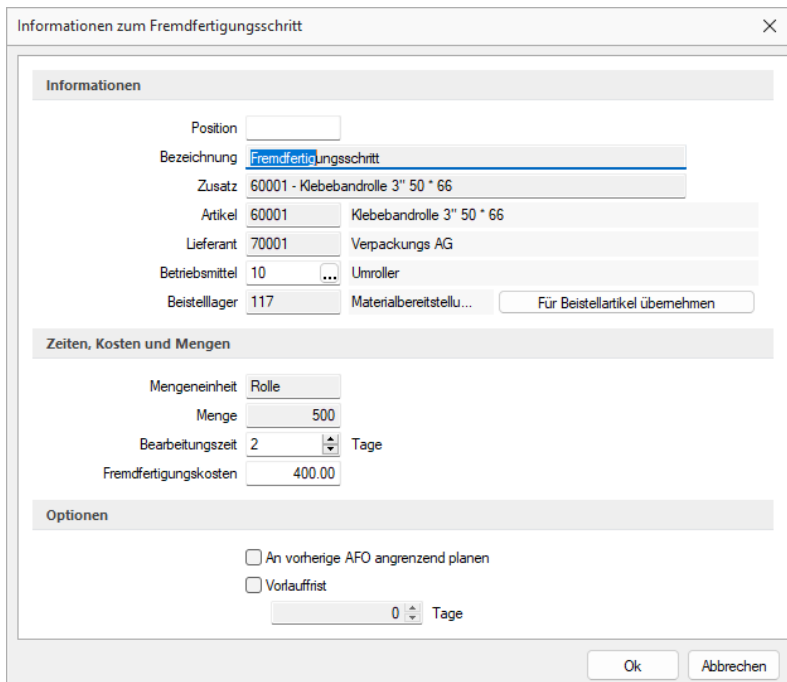 Informationen zum Fremdfertigungsschritt
Informationen
Position
Bezeichnung Fremdfertigungsschritt
Zusatz 60001 - Klebebandrolle 3" 50 * 66
Artikel 60001 Klebebandrolle 3" 50 * 66
Lieferant 70001 Verpackungs AG
Betriebsmittel 10 ... Umroller
Beistelllager 117 Materialbereitstellu... Für Beistellartikel übernehmen
Zeiten, Kosten und Mengen
Mengeneinheit Rolle
Menge 500
Bearbeitungszeit 2 Tage
Fremdfertigungskosten 400.00
Optionen
An vorherige AFO angrenzend planen
Vorlauffrist
0 Tage
Ok Abbrechen